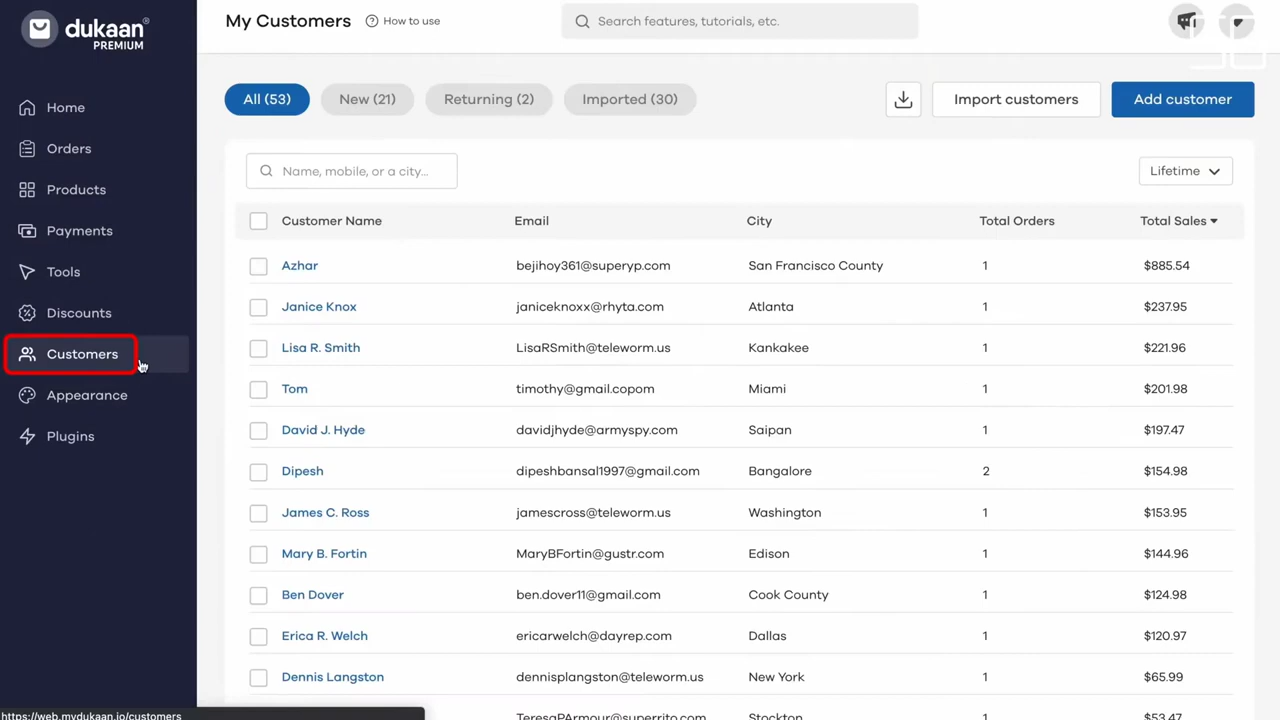 dukaan®
PREMIUM
My Customers
How to use
Search features, tutorials, etc.
Home
Orders
Products
Payments
Tools
Discounts
Customers
Appearance
Plugins
All (53)
New (21)
Returning (2)
Imported (30)
Import customers
Add customer
Name, mobile, or a city...
Lifetime
Customer Name Email City Total Orders Total Sales
Azhar bejihoy361@superyp.com San Francisco County 1 $885.54
Janice Knox janiceknoxx@rhyta.com Atlanta 1 $237.95
Lisa R. Smith LisaRSmith@teleworm.us Kankakee 1 $221.96
Tom timothy@gmail.copom Miami 1 $201.98
David J. Hyde davidjhyde@armyspy.com Saipan 1 $197.47
Dipesh dipeshbansal1997@gmail.com Bangalore 2 $154.98
James C. Ross jamescross@teleworm.us Washington 1 $153.95
Mary B. Fortin MaryBFortin@gustr.com Edison 1 $144.96
Ben Dover ben.dover11@gmail.com Cook County 1 $124.98
Erica R. Welch ericarwelch@dayrep.com Dallas 1 $120.97
Dennis Langston dennisplangston@teleworm.us New York 1 $65.99
TeresaPArmour@superrito.com Stockton
https://web.mydukaan.io/customers